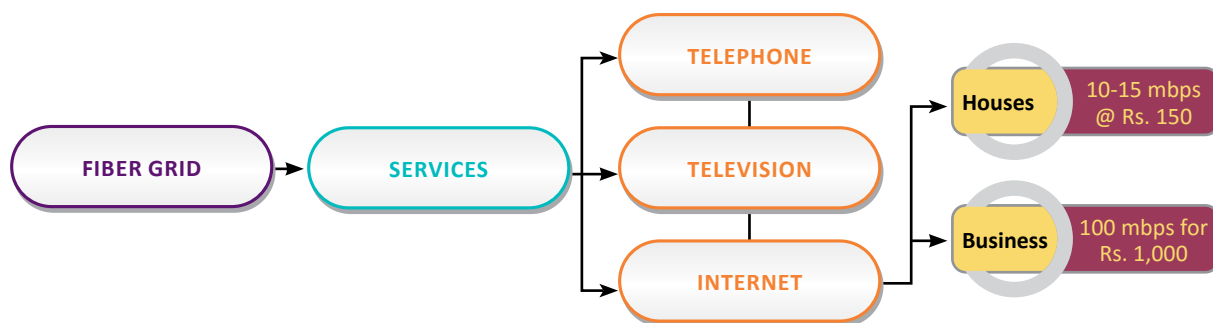 FIBER GRID
SERVICES
TELEPHONE
TELEVISION
INTERNET
Houses
10-15 mbps
@ Rs. 150
Business
100 mbps for
Rs. 1,000